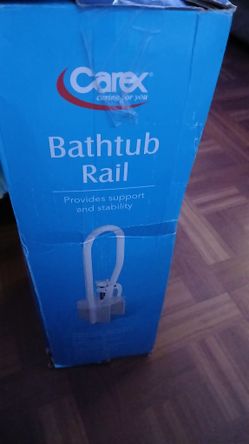 Carex
caring for you
Bathtub
Rail
Provides support
and stability